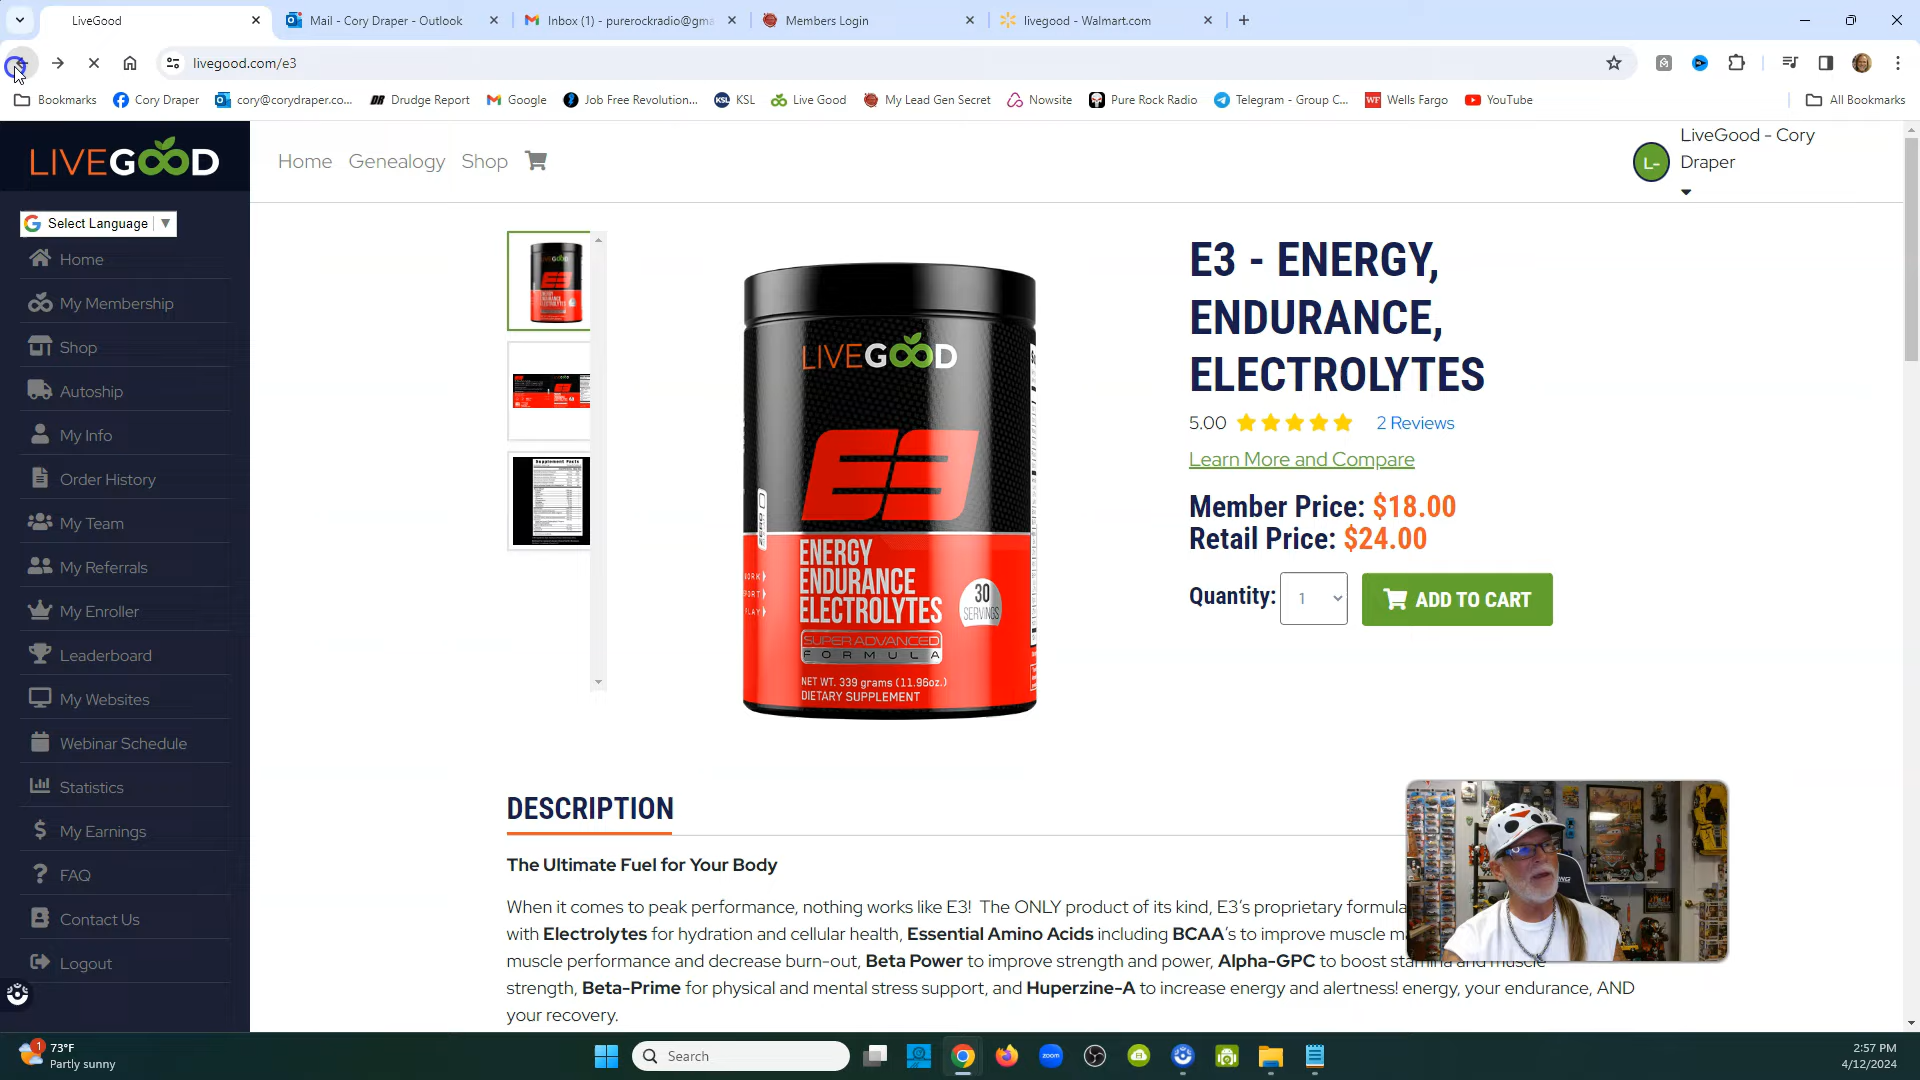 LiveGood
Mail - Cory Draper - Outlook
Inbox (1) - purerockradio@gma
Members Login
livegood - Walmart.com
livegood.com/e3
Bookmarks
Cory Draper
cory@corydraper.co...
Drudge Report
Google
Job Free Revolution...
KSL
Live Good
My Lead Gen Secret
Nowsite
Pure Rock Radio
Telegram - Group C...
Wells Fargo
YouTube
All Bookmarks
LIVEGOOD
Home
Genealogy
Shop
LiveGood - Cory
Draper
L-
Select Language
Home
My Membership
Shop
Autoship
My Info
Order History
My Team
My Referrals
My Enroller
Leaderboard
My Websites
Webinar Schedule
Statistics
My Earnings
FAQ
Contact Us
Logout
LIVEGOOD
E3
ENERGY
ENDURANCE
ELECTROLYTES
30
SERVINGS
SUPER ADVANCED
FORMULA
NET WT. 339 grams (11.96oz.)
DIETARY SUPPLEMENT
E3 - ENERGY,
ENDURANCE,
ELECTROLYTES
5.00
2 Reviews
Learn More and Compare
Member Price: $18.00
Retail Price: $24.00
Quantity: 1
ADD TO CART
DESCRIPTION
The Ultimate Fuel for Your Body
When it comes to peak performance, nothing works like E3! The ONLY product of its kind, E3's proprietary formula
with Electrolytes for hydration and cellular health, Essential Amino Acids including BCAA's to improve muscle m
muscle performance and decrease burn-out, Beta Power to improve strength and power, Alpha-GPC to boost stamina and muscle
strength, Beta-Prime for physical and mental stress support, and Huperzine-A to increase energy and alertness! energy, your endurance, AND
your recovery.
1
73°F
Partly sunny
Search
zoom
2:57 PM
4/12/2024